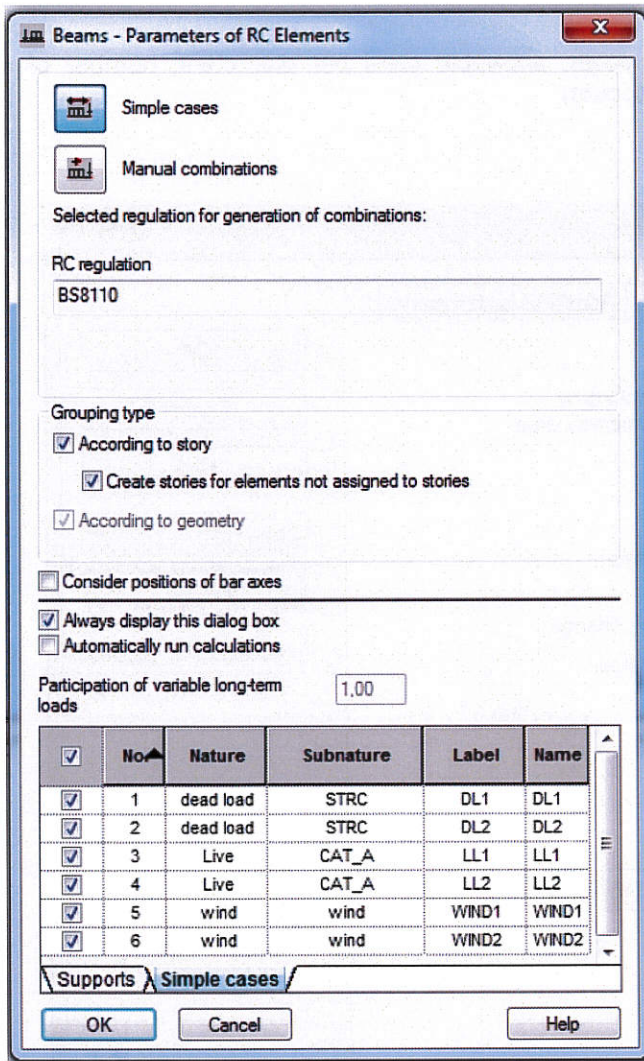 Beams - Parameters of RC Elements
Simple cases
Manual combinations
Selected regulation for generation of combinations:
RC regulation
BS8110
Grouping type
According to story
Create stories for elements not assigned to stories
According to geometry
Consider positions of bar axes
Always display this dialog box
Automatically run calculations
Participation of variable long-term 1,00
loads
No Nature Subnature Label Name
1 dead load STRC DL1 DL1
2 dead load STRC DL2 DL2
3 Live CAT_A LL1 LL1
4 Live CAT_A LL2 LL2
5 wind wind WIND1 WIND1
6 wind wind WIND2 WIND2
Supports Simple cases
OK Cancel Help